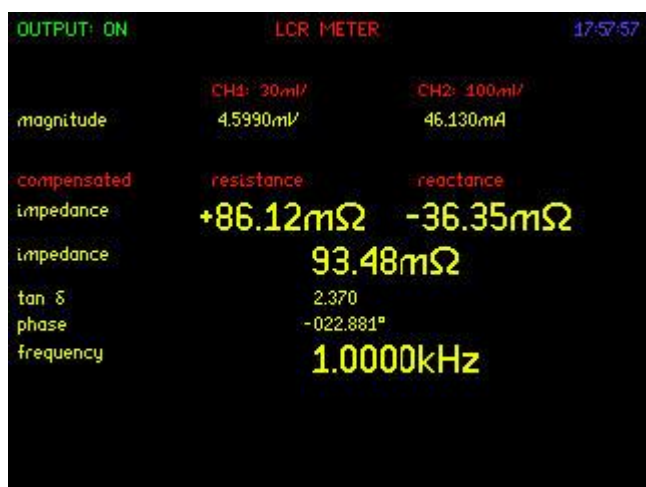 OUTPUT: ON LCR METER 17:57:57
CH1: 30mV CH2: 100mV
magnitude 4.5990mV 46.130mA
compensated resistance reactance
impedance +86.12mΩ -36.35mΩ
impedance 93.48mΩ
tan δ 2.370
phase -022.881°
frequency 1.0000kHz